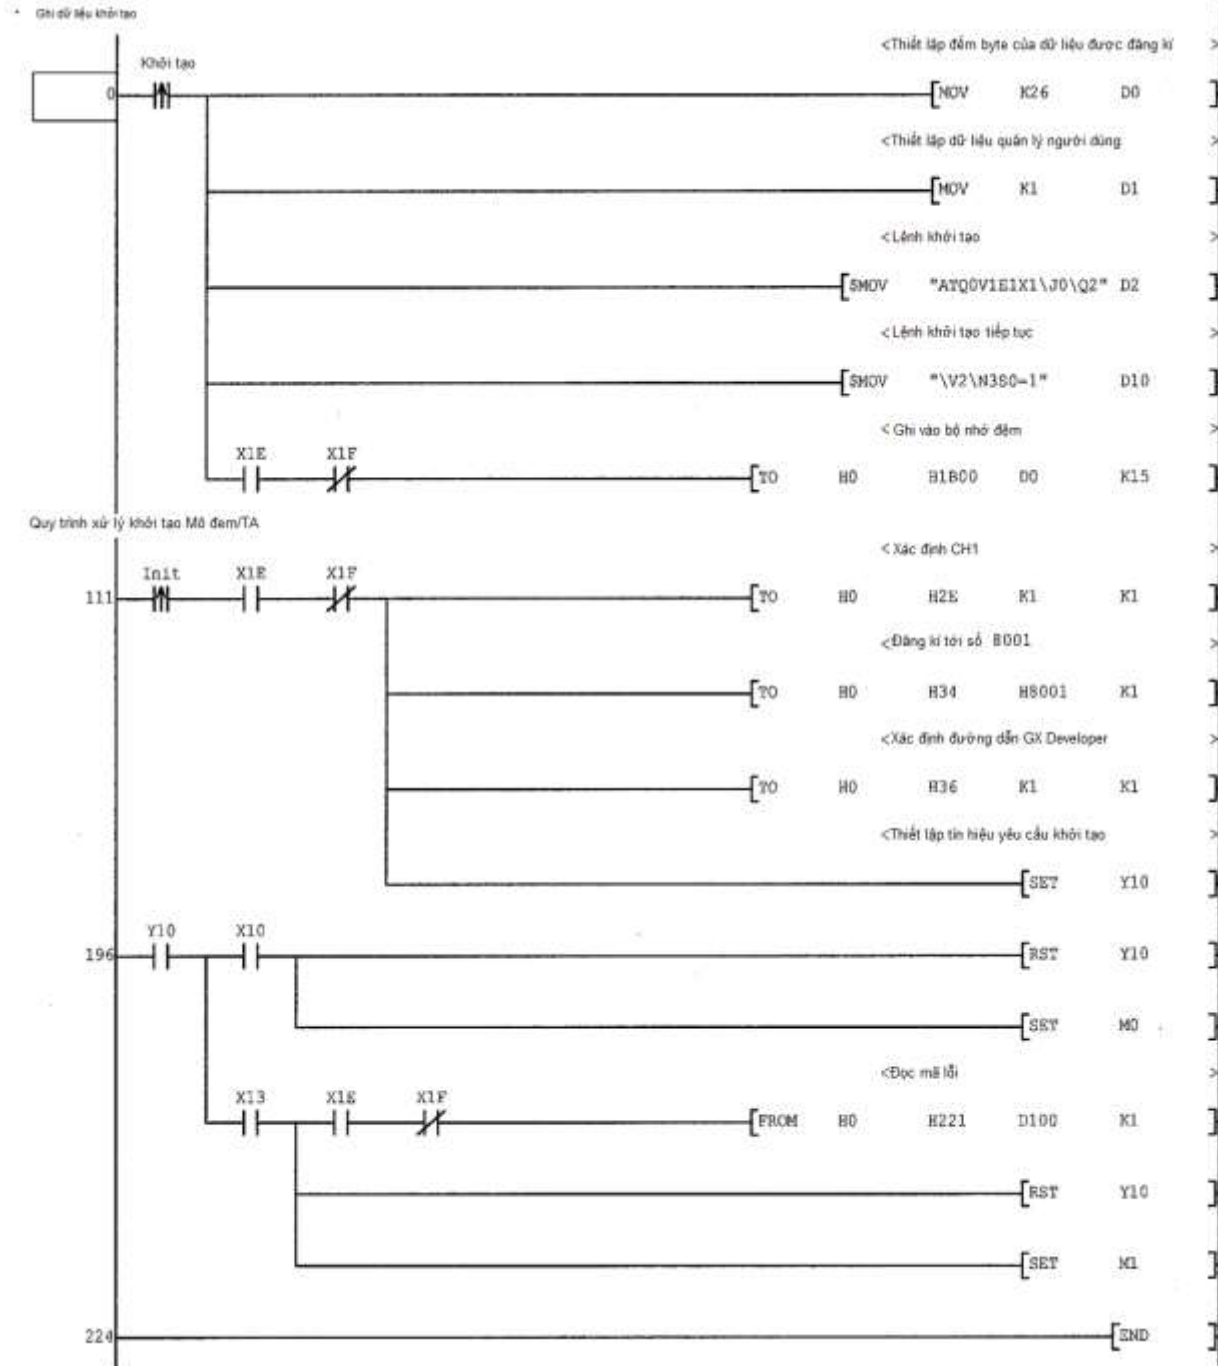 * Ghi dữ liệu khởi tạo
<Thiết lập đếm byte của dữ liệu được đăng kí >
Khởi tạo
0 [MOV K26 D0 ]
<Thiết lập dữ liệu quản lý người dùng >
[MOV K1 D1 ]
<Lệnh khởi tạo >
[$MOV "ATQ0V1E1X1\J0\Q2" D2 ]
<Lệnh khởi tạo tiếp tục >
[$MOV "\V2\N3S0=1" D10 ]
<Ghi vào bộ nhớ đệm >
X1E X1F
[TO H0 H1B00 D0 K15 ]
Quy trình xử lý khởi tạo Mô đem/TA
<Xác định CH1 >
Init X1E X1F
111 [TO H0 H2E K1 K1 ]
<Đăng kí tới số 8001 >
[TO H0 H34 H8001 K1 ]
<Xác định đường dẫn GX Developer >
[TO H0 H36 K1 K1 ]
<Thiết lập tín hiệu yêu cầu khởi tạo >
[SET Y10 ]
Y10 X10
196 [RST Y10 ]
[SET M0 ]
<Đọc mã lỗi >
X13 X1E X1F
[FROM H0 H221 D100 K1 ]
[RST Y10 ]
[SET M1 ]
224 [END ]